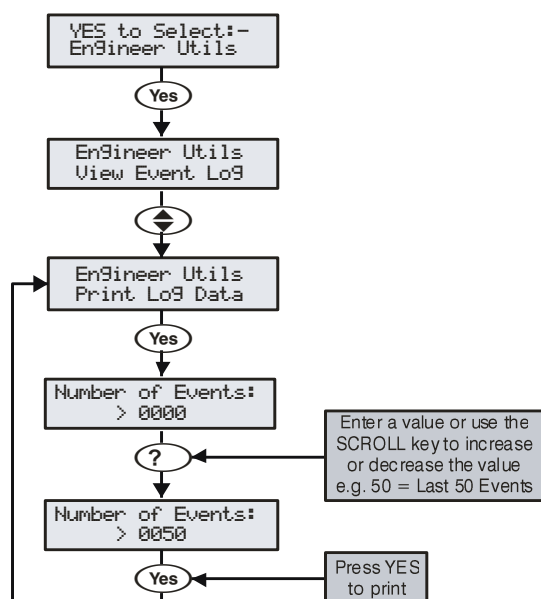 YES to Select:-
Engineer Utils
Yes
Engineer Utils
View Event Log
Engineer Utils
Print Log Data
Yes
Number of Events:
> 0000
?
Enter a value or use the
SCROLL key to increase
or decrease the value
e.g. 50 = Last 50 Events
Number of Events:
> 0050
Yes
Press YES
to print